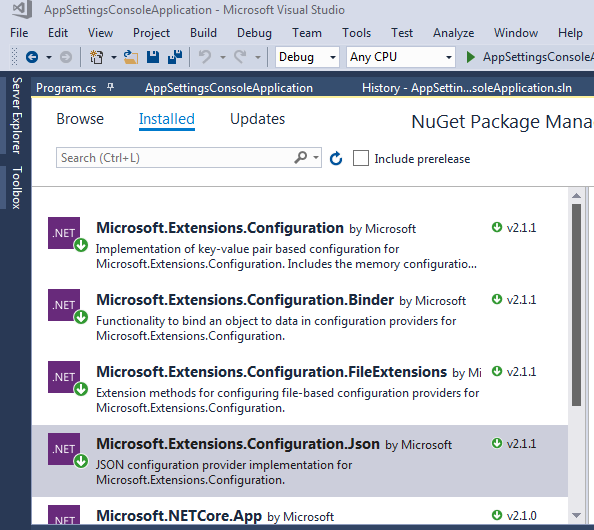 AppSettingsConsoleApplication - Microsoft Visual Studio
File Edit View Project Build Debug Team Tools Test Analyze Window Help
Debug Any CPU AppSettingsConsoleA
Program.cs AppSettingsConsoleApplication History - AppSettin...soleApplication.sln
Server Explorer
Toolbox
Browse Installed Updates NuGet Package Mana
Search (Ctrl+L) Include prerelease
.NET
Microsoft.Extensions.Configuration by Microsoft v2.1.1
Implementation of key-value pair based configuration for
Microsoft.Extensions.Configuration. Includes the memory configuratio...
.NET
Microsoft.Extensions.Configuration.Binder by Microsoft v2.1.1
Functionality to bind an object to data in configuration providers for
Microsoft.Extensions.Configuration.
.NET
Microsoft.Extensions.Configuration.FileExtensions by Mi v2.1.1
Extension methods for configuring file-based configuration providers for
Microsoft.Extensions.Configuration.
.NET
Microsoft.Extensions.Configuration.Json by Microsoft v2.1.1
JSON configuration provider implementation for
Microsoft.Extensions.Configuration.
.NET
Microsoft.NETCore.App by Microsoft v2.1.0